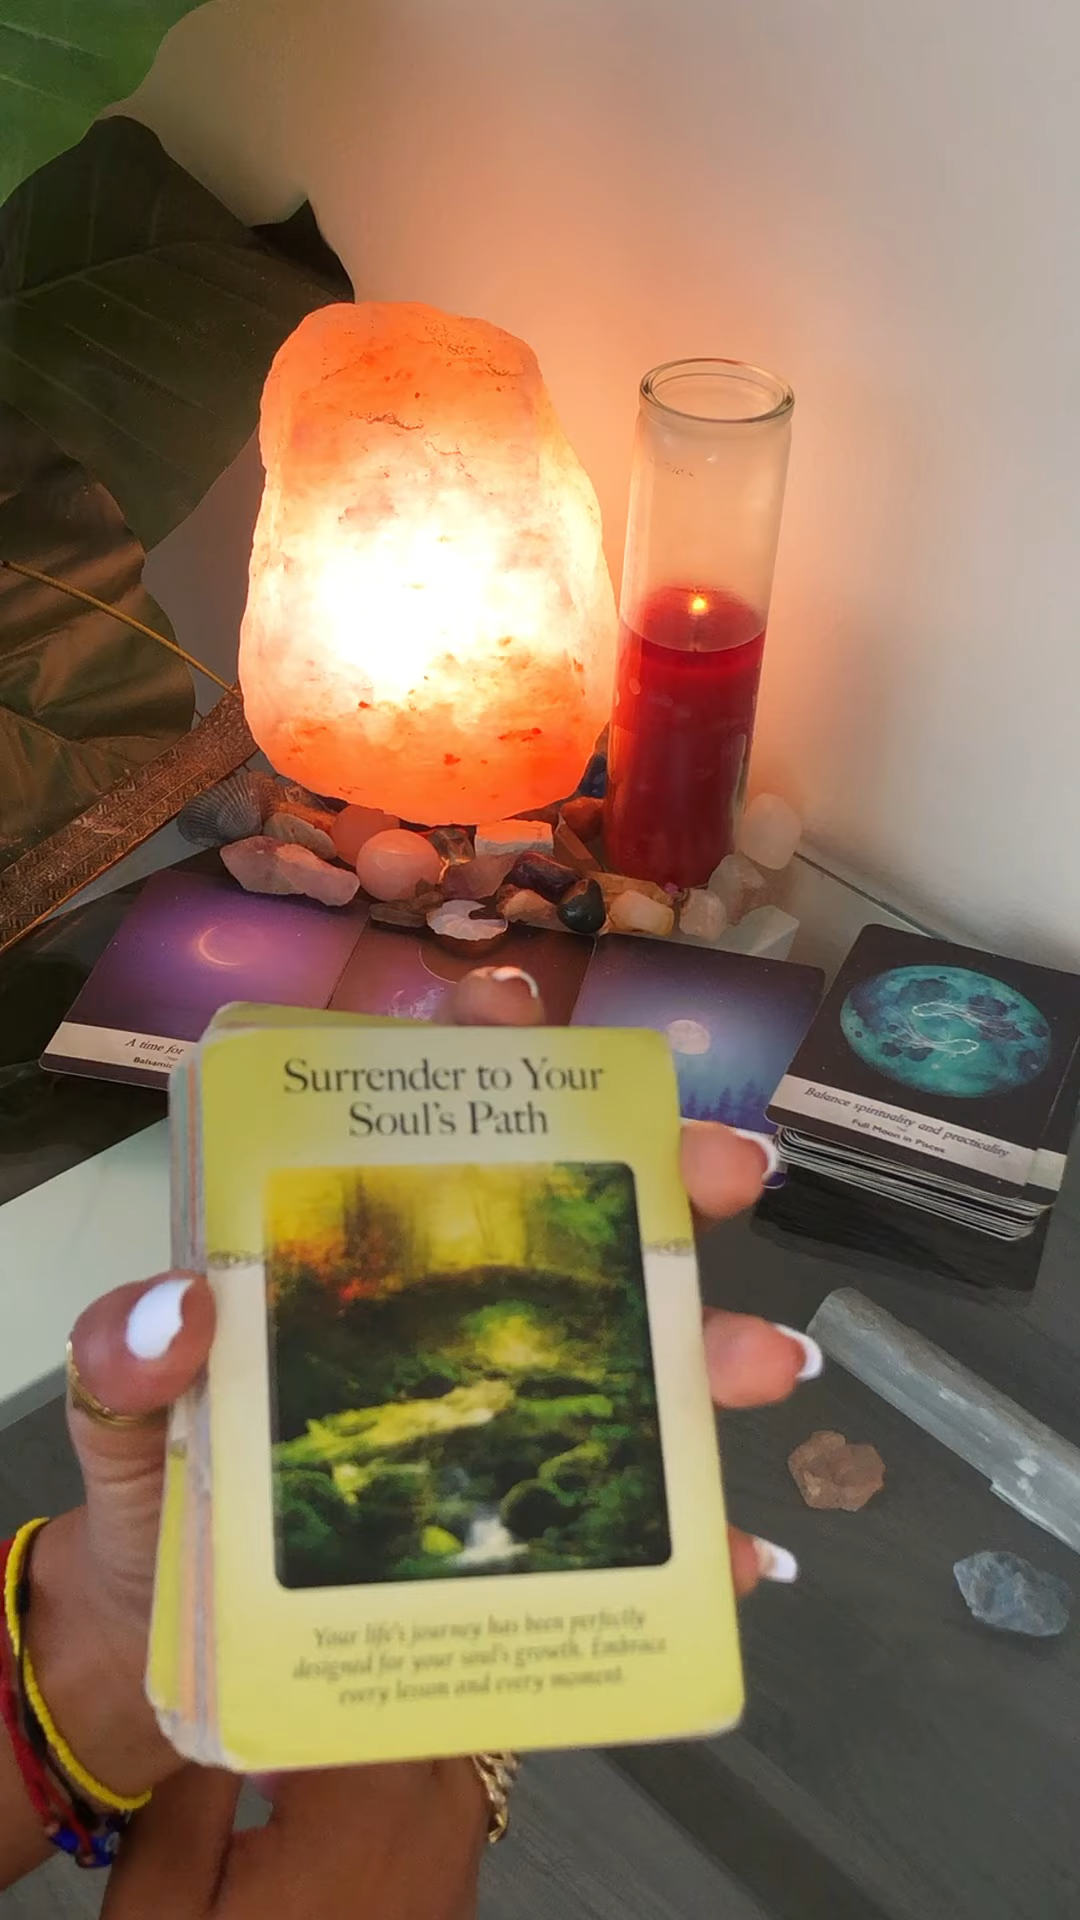 Surrender to Your
Soul's Path
Your life's journey has been perfectly
designed for your soul's growth. Embrace
every lesson and every moment.
A time for
Balsamic
Balance spirituality and practicality
Full Moon in Pisces